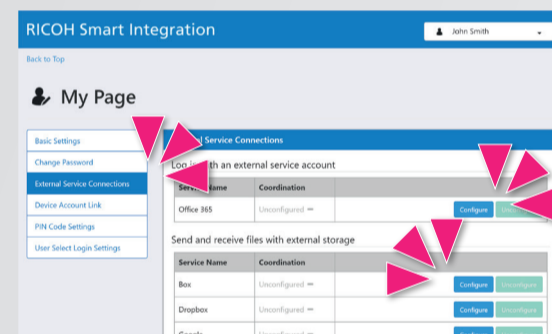 RICOH Smart Integration
John Smith
Back to Top
My Page
Basic Settings
Change Password
External Service Connections
Device Account Link
PIN Code Settings
User Select Login Settings
Service Connections
with an external service account
Name Coordination
Office 365 Unconfigured Configure
Send and receive files with external storage
Service Name Coordination
Box Unconfigured Configure Unconfigure
Dropbox Unconfigured Configure Unconfigure